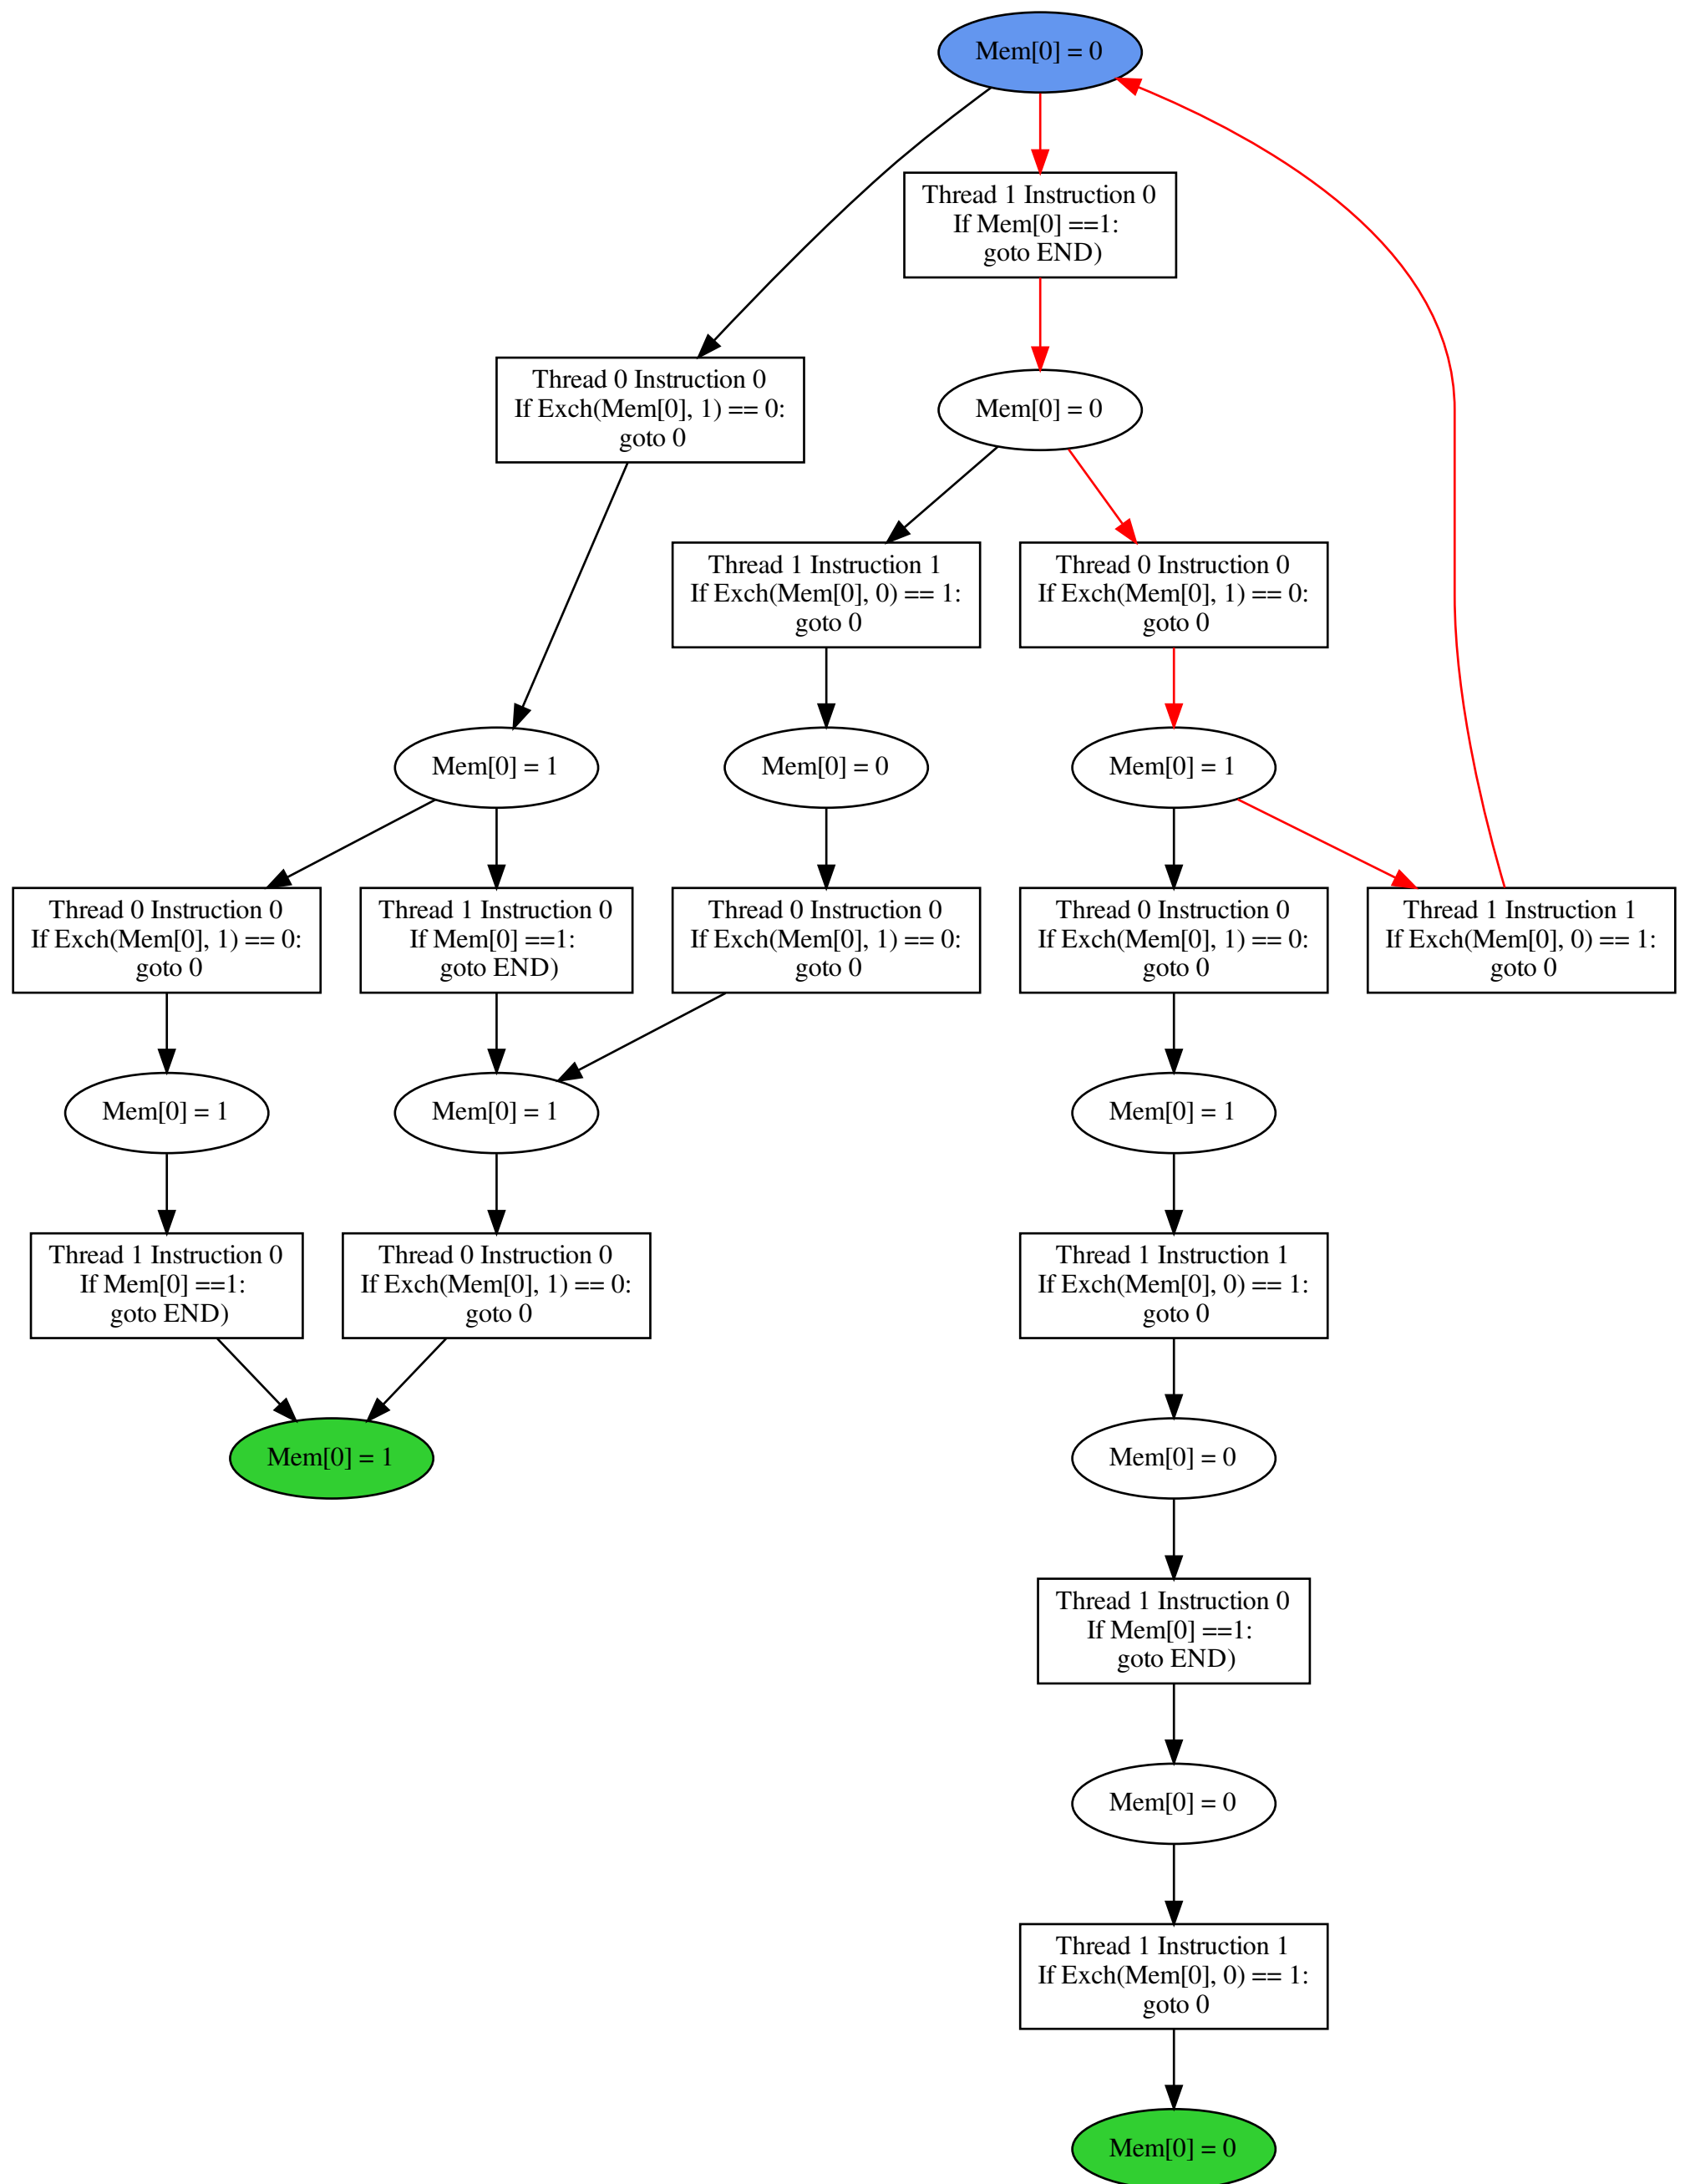 Mem[0] = 0
Thread 1 Instruction 0
If Mem[0] ==1:
goto END)
Thread 0 Instruction 0
If Exch(Mem[0], 1) == 0:
goto 0
Mem[0] = 0
Thread 1 Instruction 1
If Exch(Mem[0], 0) == 1:
goto 0
Thread 0 Instruction 0
If Exch(Mem[0], 1) == 0:
goto 0
Mem[0] = 1
Mem[0] = 0
Mem[0] = 1
Thread 0 Instruction 0
If Exch(Mem[0], 1) == 0:
goto 0
Thread 1 Instruction 0
If Mem[0] ==1:
goto END)
Thread 0 Instruction 0
If Exch(Mem[0], 1) == 0:
goto 0
Thread 0 Instruction 0
If Exch(Mem[0], 1) == 0:
goto 0
Thread 1 Instruction 1
If Exch(Mem[0], 0) == 1:
goto 0
Mem[0] = 1
Mem[0] = 1
Mem[0] = 1
Thread 1 Instruction 0
If Mem[0] ==1:
goto END)
Thread 0 Instruction 0
If Exch(Mem[0], 1) == 0:
goto 0
Thread 1 Instruction 1
If Exch(Mem[0], 0) == 1:
goto 0
Mem[0] = 1
Mem[0] = 0
Thread 1 Instruction 0
If Mem[0] ==1:
goto END)
Mem[0] = 0
Thread 1 Instruction 1
If Exch(Mem[0], 0) == 1:
goto 0
Mem[0] = 0